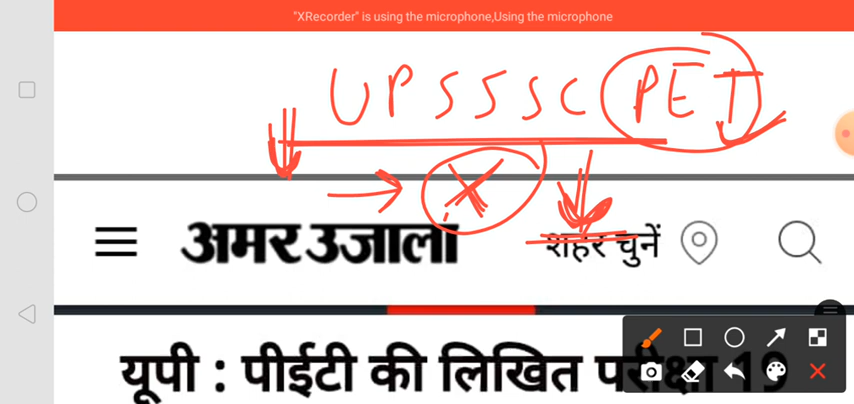 "XRecorder" is using the microphone,Using the microphone
UPSSSC PET
X
अमर उजाला शहर चुनें
यूपी : पीईटी की लिखित परीक्षा 19